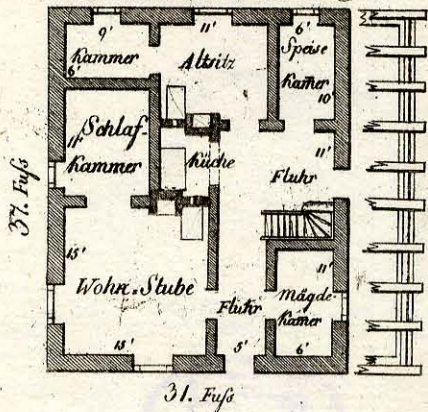 9' 11' 6'
Kammer Altsitz Speise
6' Kamer
10'
Schlaf-
11' Kammer Küche 11'
Fluhr
37. Fuſs
15' 11'
Wohn.Stube Fluhr Mägde
Kamer
15' 5' 6'
31. Fuſs